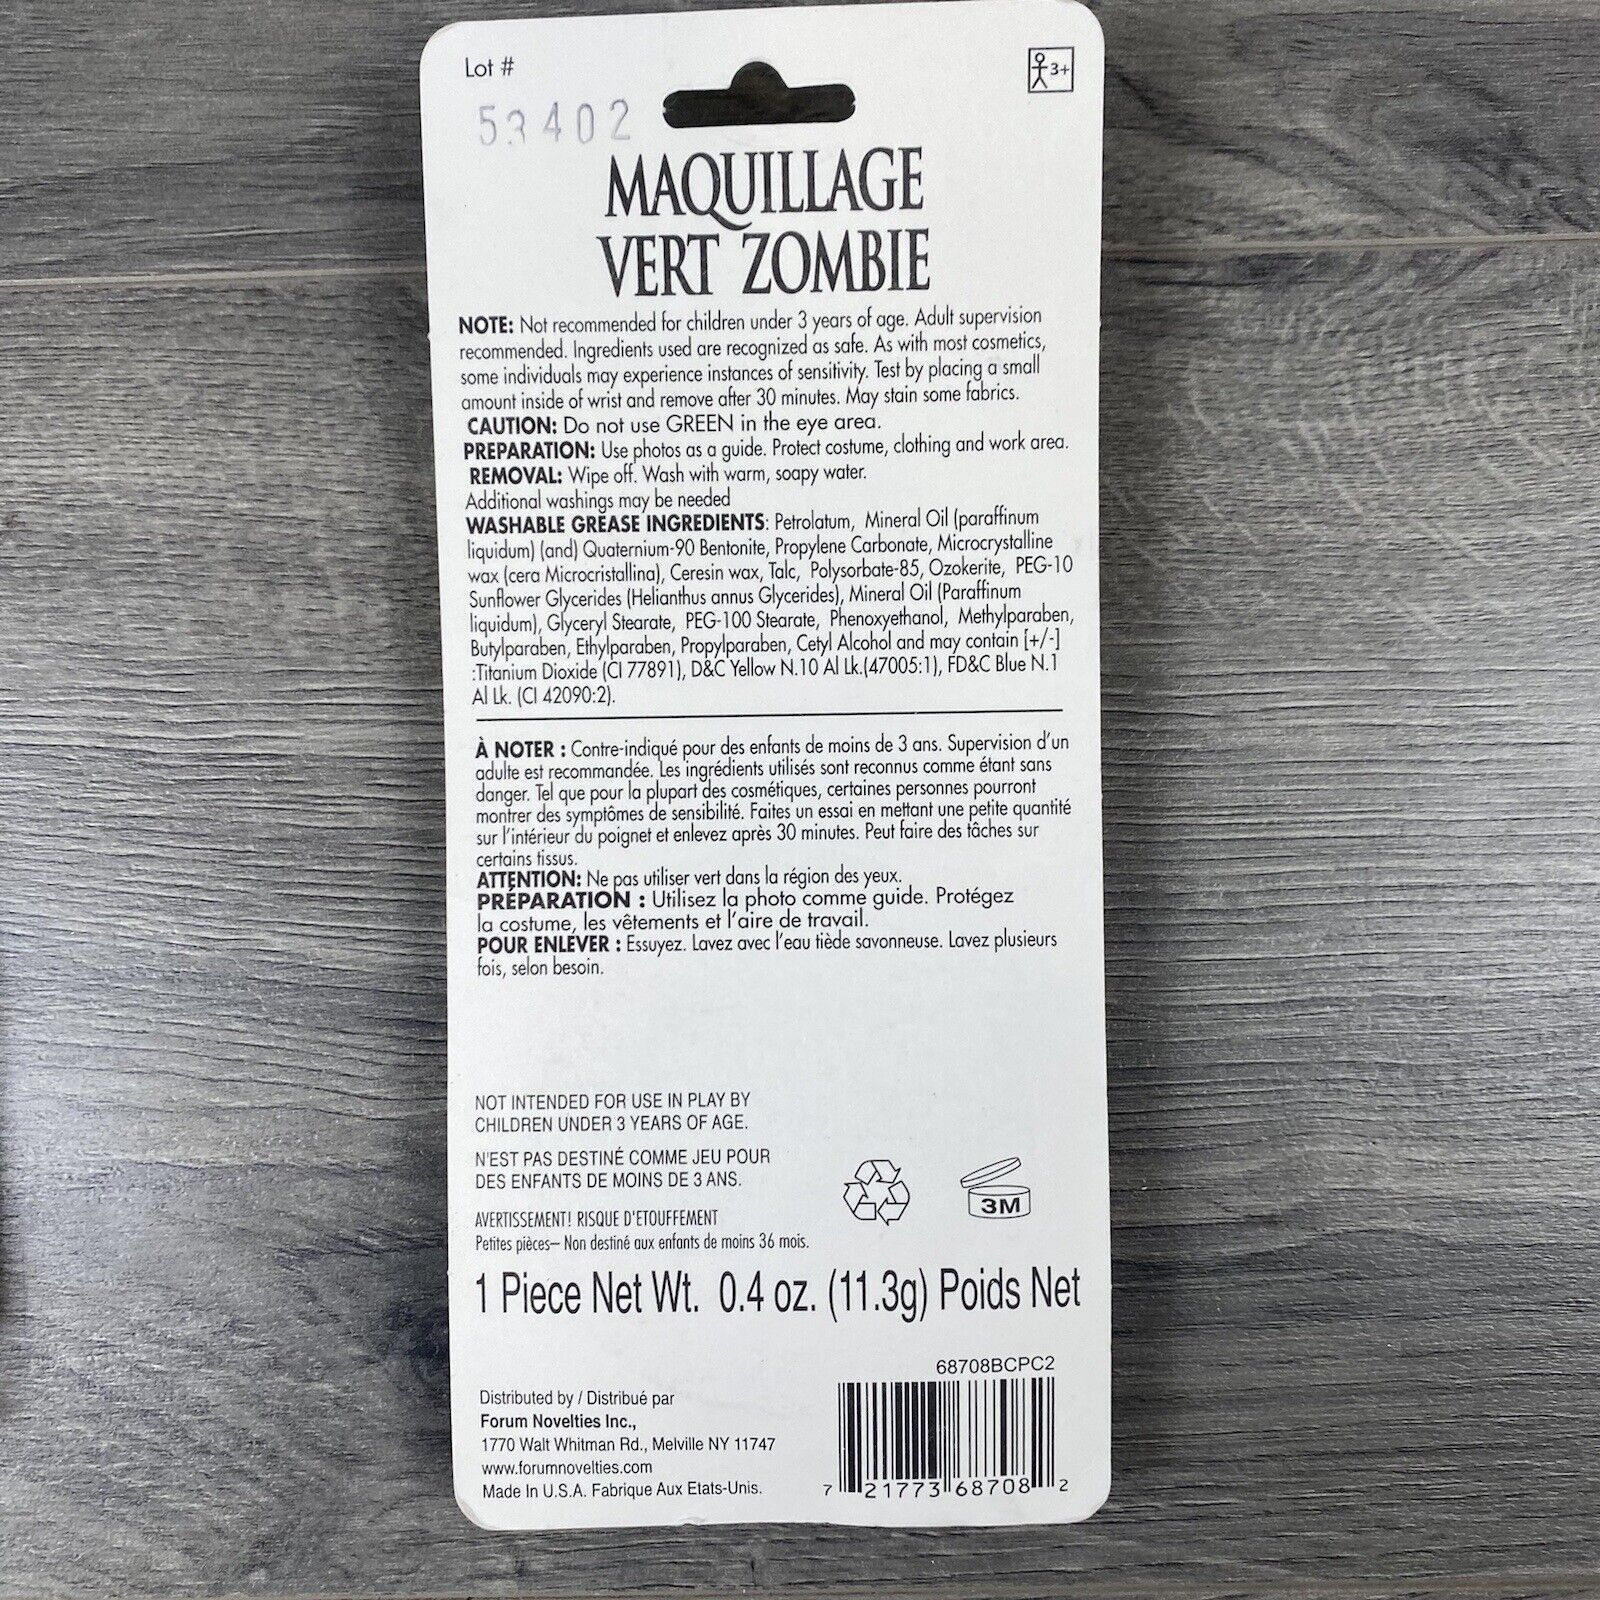 Lot #
3+
53402
MAQUILLAGE
VERT ZOMBIE
NOTE: Not recommended for children under 3 years of age. Adult supervision
recommended. Ingredients used are recognized as safe. As with most cosmetics,
some individuals may experience instances of sensitivity. Test by placing a small
amount inside of wrist and remove after 30 minutes. May stain some fabrics.
CAUTION: Do not use GREEN in the eye area.
PREPARATION: Use photos as a guide. Protect costume, clothing and work area.
REMOVAL: Wipe off. Wash with warm, soapy water.
Additional washings may be needed
WASHABLE GREASE INGREDIENTS: Petrolatum, Mineral Oil (paraffinum
liquidum) (and) Quaternium-90 Bentonite, Propylene Carbonate, Microcrystalline
wax (cera Microcristallina), Ceresin wax, Talc, Polysorbate-85, Ozokerite, PEG-10
Sunflower Glycerides (Helianthus annus Glycerides), Mineral Oil (Paraffinum
liquidum), Glyceryl Stearate, PEG-100 Stearate, Phenoxyethanol, Methylparaben,
Butylparaben, Ethylparaben, Propylparaben, Cetyl Alcohol and may contain [+/-]
:Titanium Dioxide (CI 77891), D&C Yellow N.10 Al Lk.(47005:1), FD&C Blue N.1
Al Lk. (CI 42090:2).
À NOTER : Contre-indiqué pour des enfants de moins de 3 ans. Supervision d'un
adulte est recommandée. Les ingrédients utilisés sont reconnus comme étant sans
danger. Tel que pour la plupart des cosmétiques, certaines personnes pourront
montrer des symptômes de sensibilité. Faites un essai en mettant une petite quantité
sur l'intérieur du poignet et enlevez après 30 minutes. Peut faire des tâches sur
certains tissus.
ATTENTION: Ne pas utiliser vert dans la région des yeux.
PRÉPARATION : Utilisez la photo comme guide. Protégez
la costume, les vêtements et l'aire de travail.
POUR ENLEVER : Essuyez. Lavez avec l'eau tiède savonneuse. Lavez plusieurs
fois, selon besoin.
NOT INTENDED FOR USE IN PLAY BY
CHILDREN UNDER 3 YEARS OF AGE.
N'EST PAS DESTINÉ COMME JEU POUR
DES ENFANTS DE MOINS DE 3 ANS.
AVERTISSEMENT! RISQUE D'ETOUFFEMENT
Petites pièces– Non destiné aux enfants de moins 36 mois.
3M
1 Piece Net Wt. 0.4 oz. (11.3g) Poids Net
68708BCPC2
Distributed by / Distribué par
Forum Novelties Inc.,
1770 Walt Whitman Rd., Melville NY 11747
www.forumnovelties.com
Made In U.S.A. Fabrique Aux Etats-Unis.
7 21773 68708 2